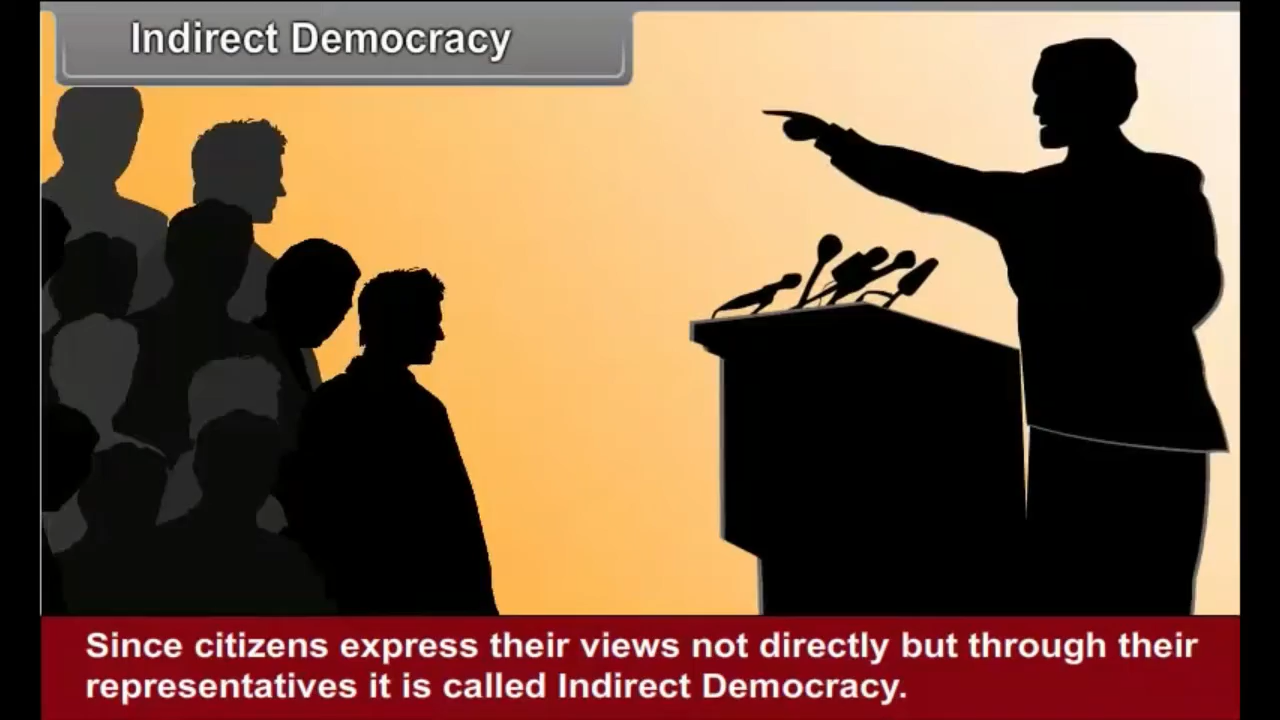 Indirect Democracy
Since citizens express their views not directly but through their
representatives it is called Indirect Democracy.